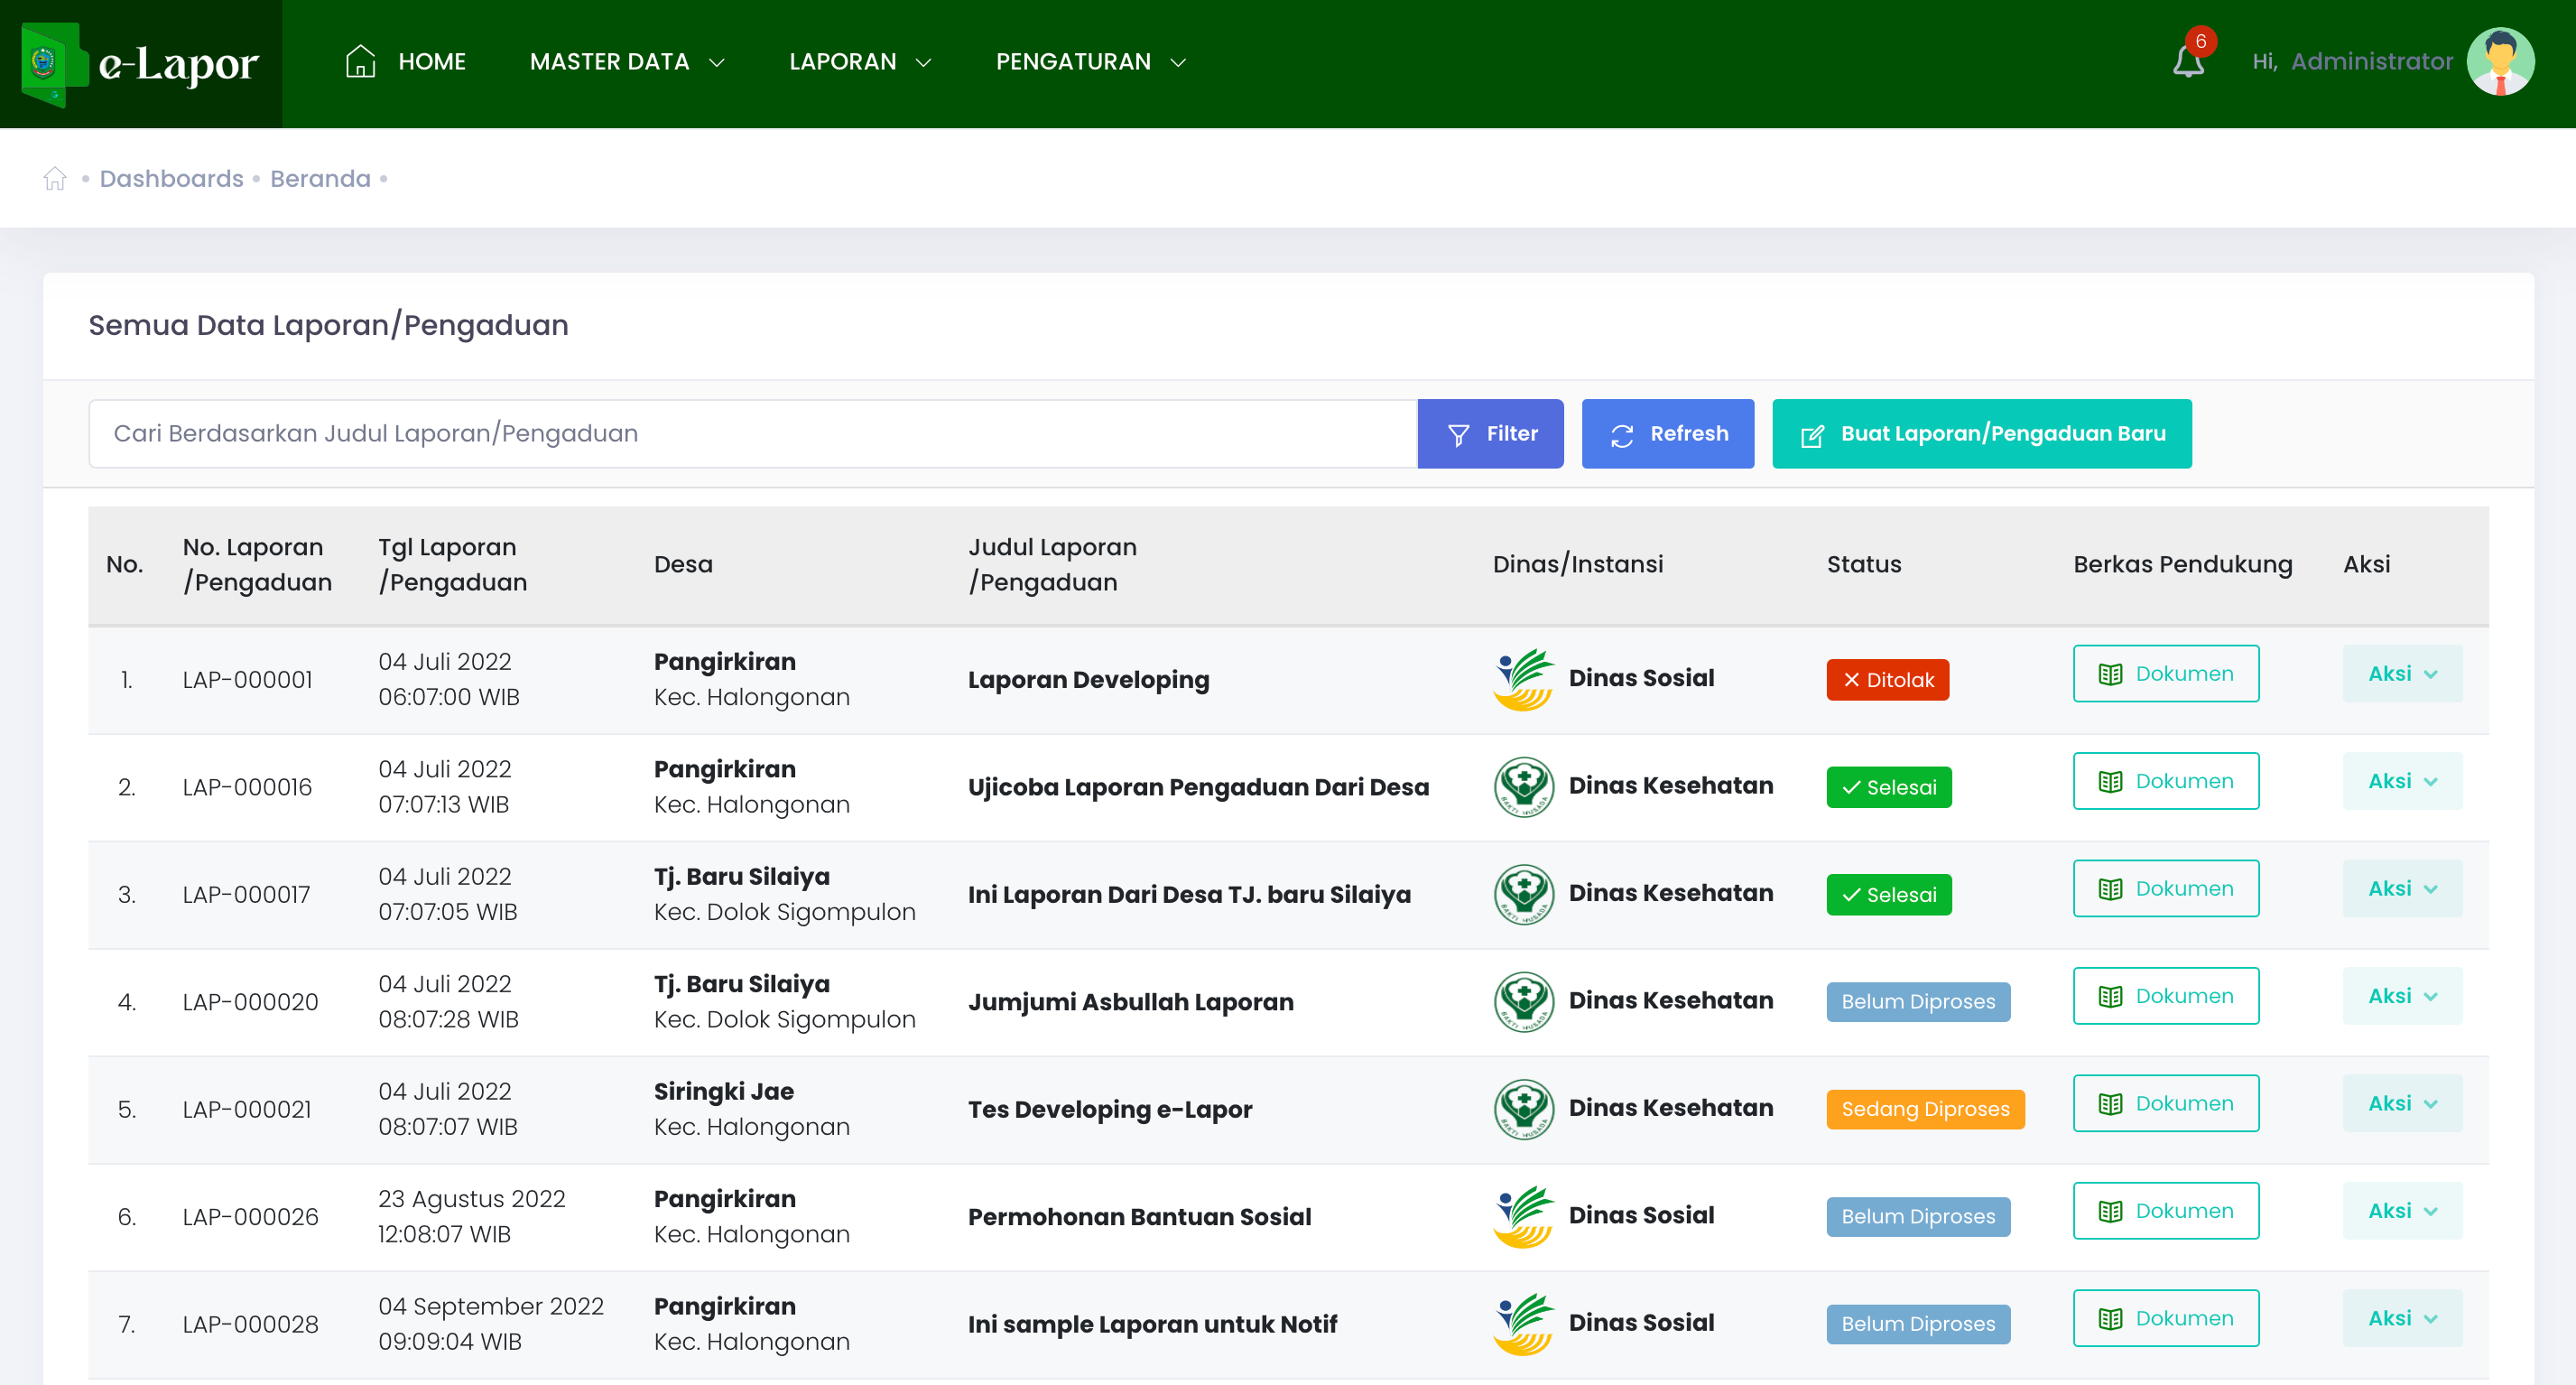 e-Lapor
HOME
MASTER DATA
LAPORAN
PENGATURAN
6
Hi, Administrator
Dashboards • Beranda •
Semua Data Laporan/Pengaduan
Cari Berdasarkan Judul Laporan/Pengaduan
Filter
Refresh
Buat Laporan/Pengaduan Baru
No.
No. Laporan
/Pengaduan
Tgl Laporan
/Pengaduan
Desa
Judul Laporan
/Pengaduan
Dinas/Instansi
Status
Berkas Pendukung
Aksi
1.
LAP-000001
04 Juli 2022
06:07:00 WIB
Pangirkiran
Kec. Halongonan
Laporan Developing
Dinas Sosial
Ditolak
Dokumen
Aksi
2.
LAP-000016
04 Juli 2022
07:07:13 WIB
Pangirkiran
Kec. Halongonan
Ujicoba Laporan Pengaduan Dari Desa
BAKTI HUSADA
Dinas Kesehatan
Selesai
Dokumen
Aksi
3.
LAP-000017
04 Juli 2022
07:07:05 WIB
Tj. Baru Silaiya
Kec. Dolok Sigompulon
Ini Laporan Dari Desa TJ. baru Silaiya
BAKTI HUSADA
Dinas Kesehatan
Selesai
Dokumen
Aksi
4.
LAP-000020
04 Juli 2022
08:07:28 WIB
Tj. Baru Silaiya
Kec. Dolok Sigompulon
Jumjumi Asbullah Laporan
BAKTI HUSADA
Dinas Kesehatan
Belum Diproses
Dokumen
Aksi
5.
LAP-000021
04 Juli 2022
08:07:07 WIB
Siringki Jae
Kec. Halongonan
Tes Developing e-Lapor
BAKTI HUSADA
Dinas Kesehatan
Sedang Diproses
Dokumen
Aksi
6.
LAP-000026
23 Agustus 2022
12:08:07 WIB
Pangirkiran
Kec. Halongonan
Permohonan Bantuan Sosial
Dinas Sosial
Belum Diproses
Dokumen
Aksi
7.
LAP-000028
04 September 2022
09:09:04 WIB
Pangirkiran
Kec. Halongonan
Ini sample Laporan untuk Notif
Dinas Sosial
Belum Diproses
Dokumen
Aksi